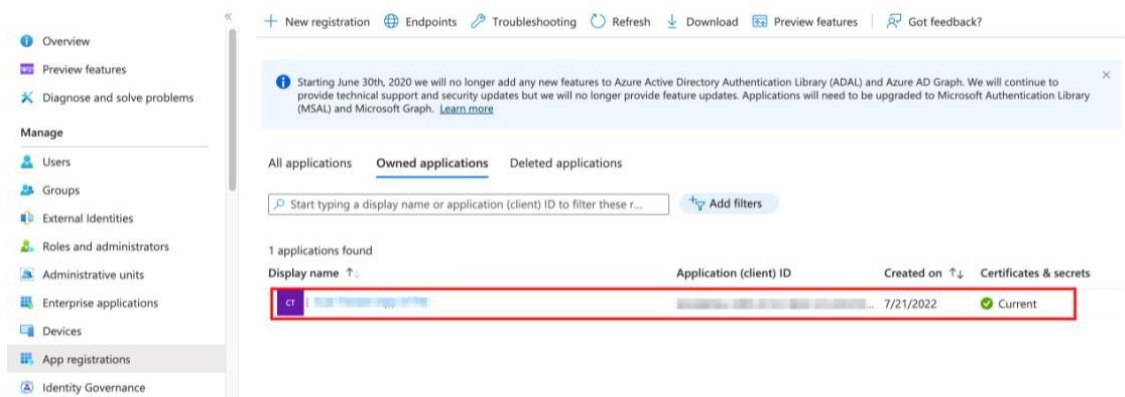 New registration Endpoints Troubleshooting Refresh Download Preview features Got feedback?
Overview
Preview features
Diagnose and solve problems
Manage
Users
Groups
External Identities
Roles and administrators
Administrative units
Enterprise applications
Devices
App registrations
Identity Governance
Starting June 30th, 2020 we will no longer add any new features to Azure Active Directory Authentication Library (ADAL) and Azure AD Graph. We will continue to
provide technical support and security updates but we will no longer provide feature updates. Applications will need to be upgraded to Microsoft Authentication Library
(MSAL) and Microsoft Graph. Learn more
All applications Owned applications Deleted applications
Start typing a display name or application (client) ID to filter these r...
Add filters
1 applications found
Display name Application (client) ID Created on Certificates & secrets
CT ... 7/21/2022 Current